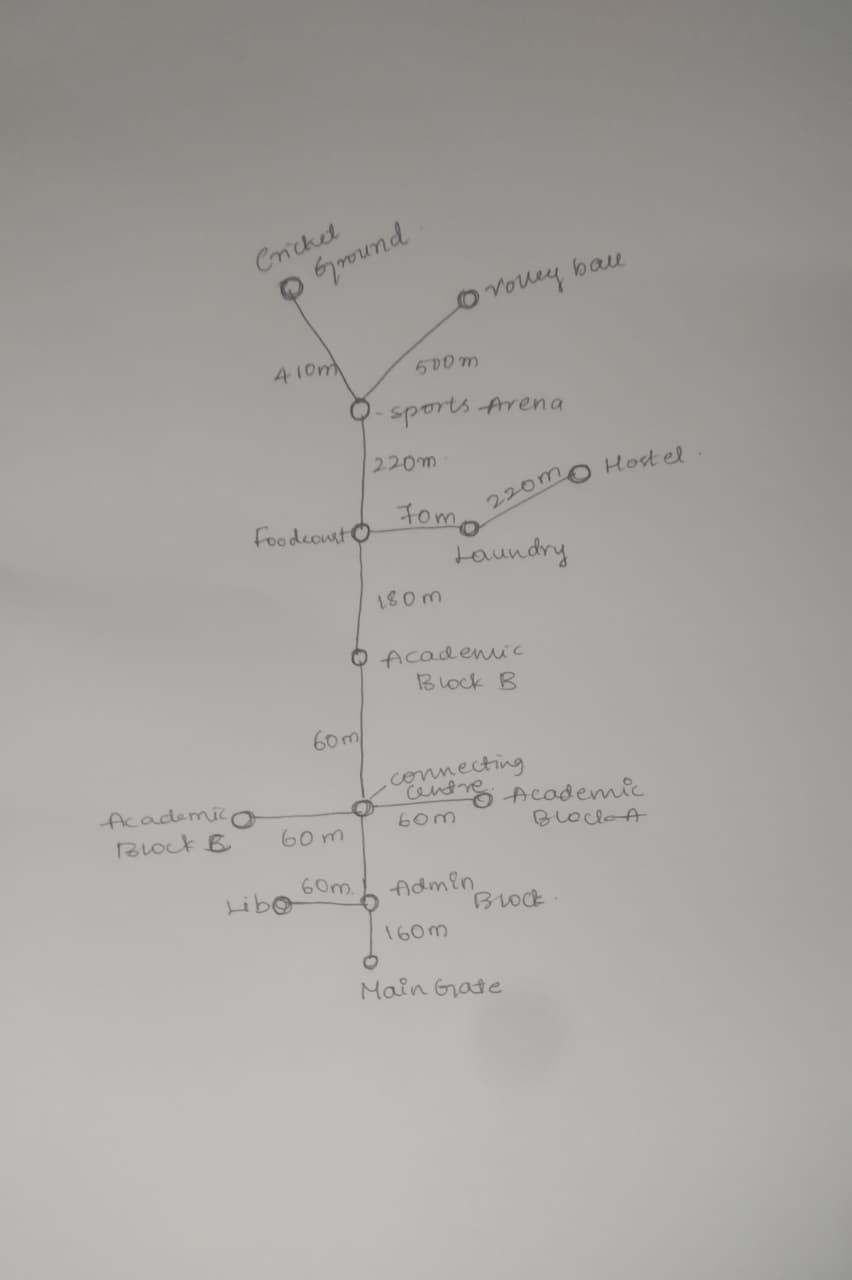 Cricket
Ground
volley ball
410m
500m
-sports Arena
220m
220m
Hostel
70m
Foodcourt
Laundry
180m
Academic
Block B
60m
connecting
centre
Academic
Block B
60m
60m
Academic
Block-A
Lib
60m
Admin
Block
160m
Main Gate